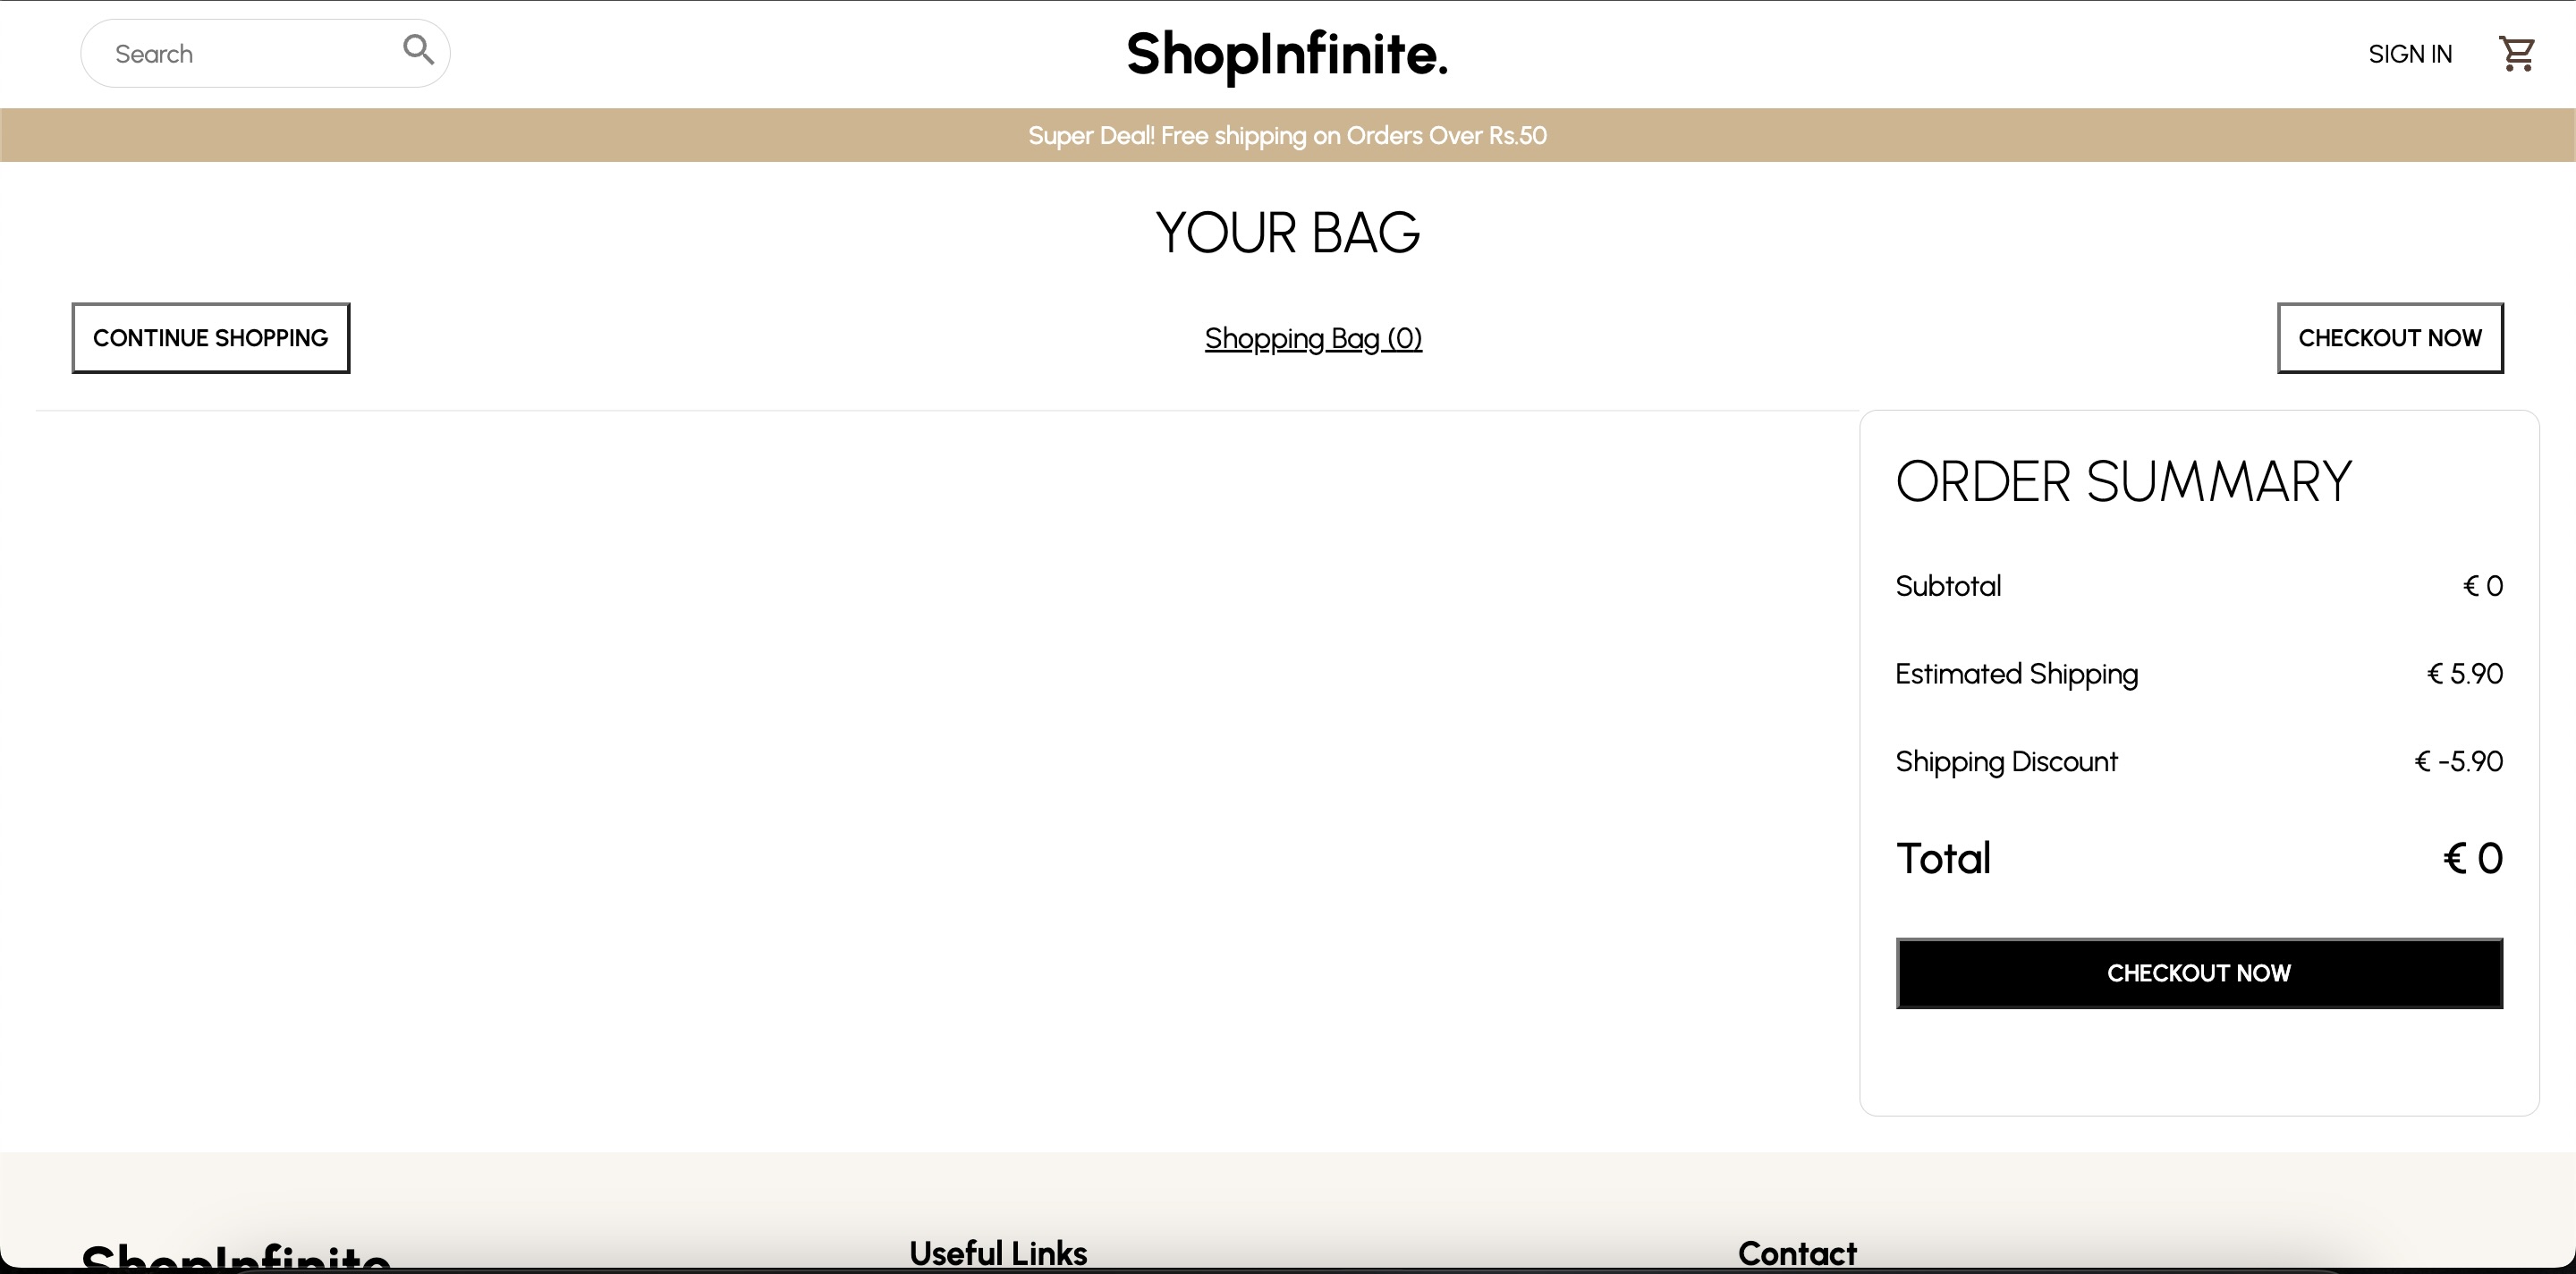 Search
ShopInfinite.
SIGN IN
Super Deal! Free shipping on Orders Over Rs.50
YOUR BAG
CONTINUE SHOPPING
Shopping Bag (0)
CHECKOUT NOW
ORDER SUMMARY
Subtotal € 0
Estimated Shipping € 5.90
Shipping Discount € -5.90
Total € 0
CHECKOUT NOW
ShopInfinite
Useful Links
Contact